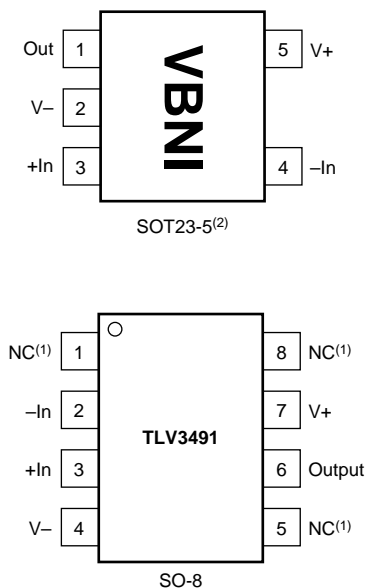 Out 1 VBNI 5 V+
V– 2
+In 3 4 –In
SOT23-5(2)
NC(1) 1 8 NC(1)
–In 2 7 V+
TLV3491
+In 3 6 Output
V– 4 5 NC(1)
SO-8